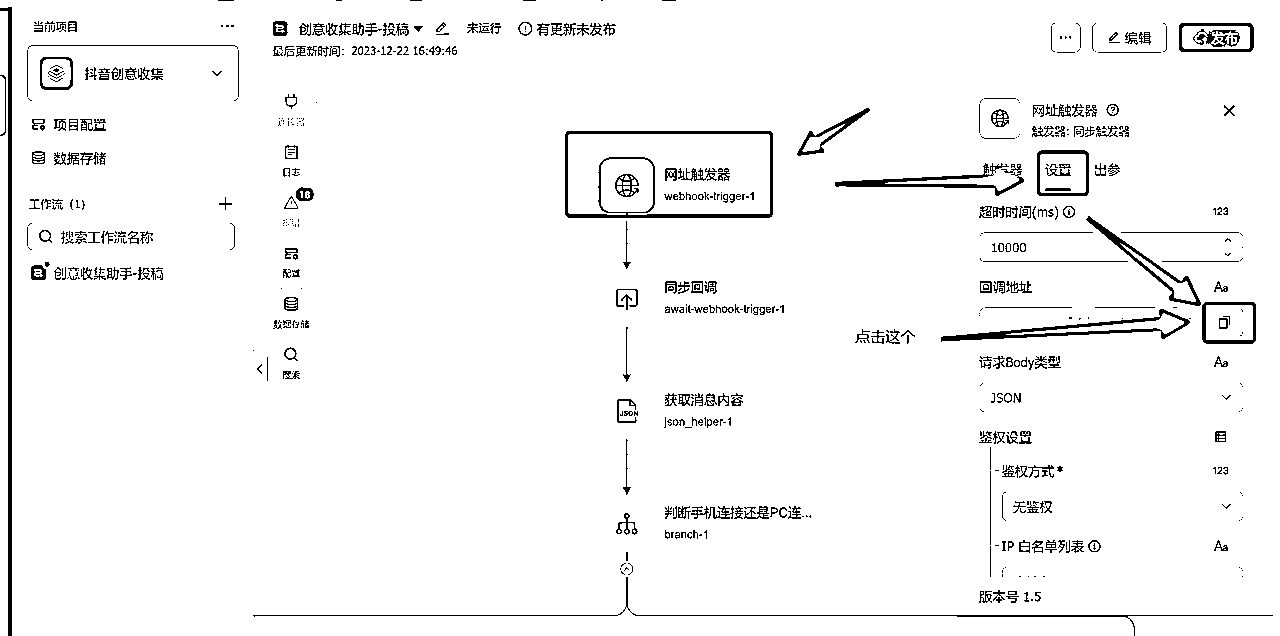 当前项目
抖音创意收集
项目配置
数据存储
工作流 (1)
搜索工作流名称
创意收集助手-投稿
创意收集助手-投稿
未运行
有更新未发布
最后更新时间: 2023-12-22 16:49:46
编辑
发布
日志
16
配置
数据存储
搜索
网址触发器
webhook-trigger-1
同步回调
await-webhook-trigger-1
获取消息内容
JSON
json_helper-1
判断手机连接还是PC连...
branch-1
点击这个
网址触发器
触发器: 同步触发器
触发器
设置
出参
超时时间(ms)
123
10000
回调地址
Aa
请求Body类型
Aa
JSON
鉴权设置
鉴权方式*
123
无鉴权
IP 白名单列表
Aa
版本号 1.5